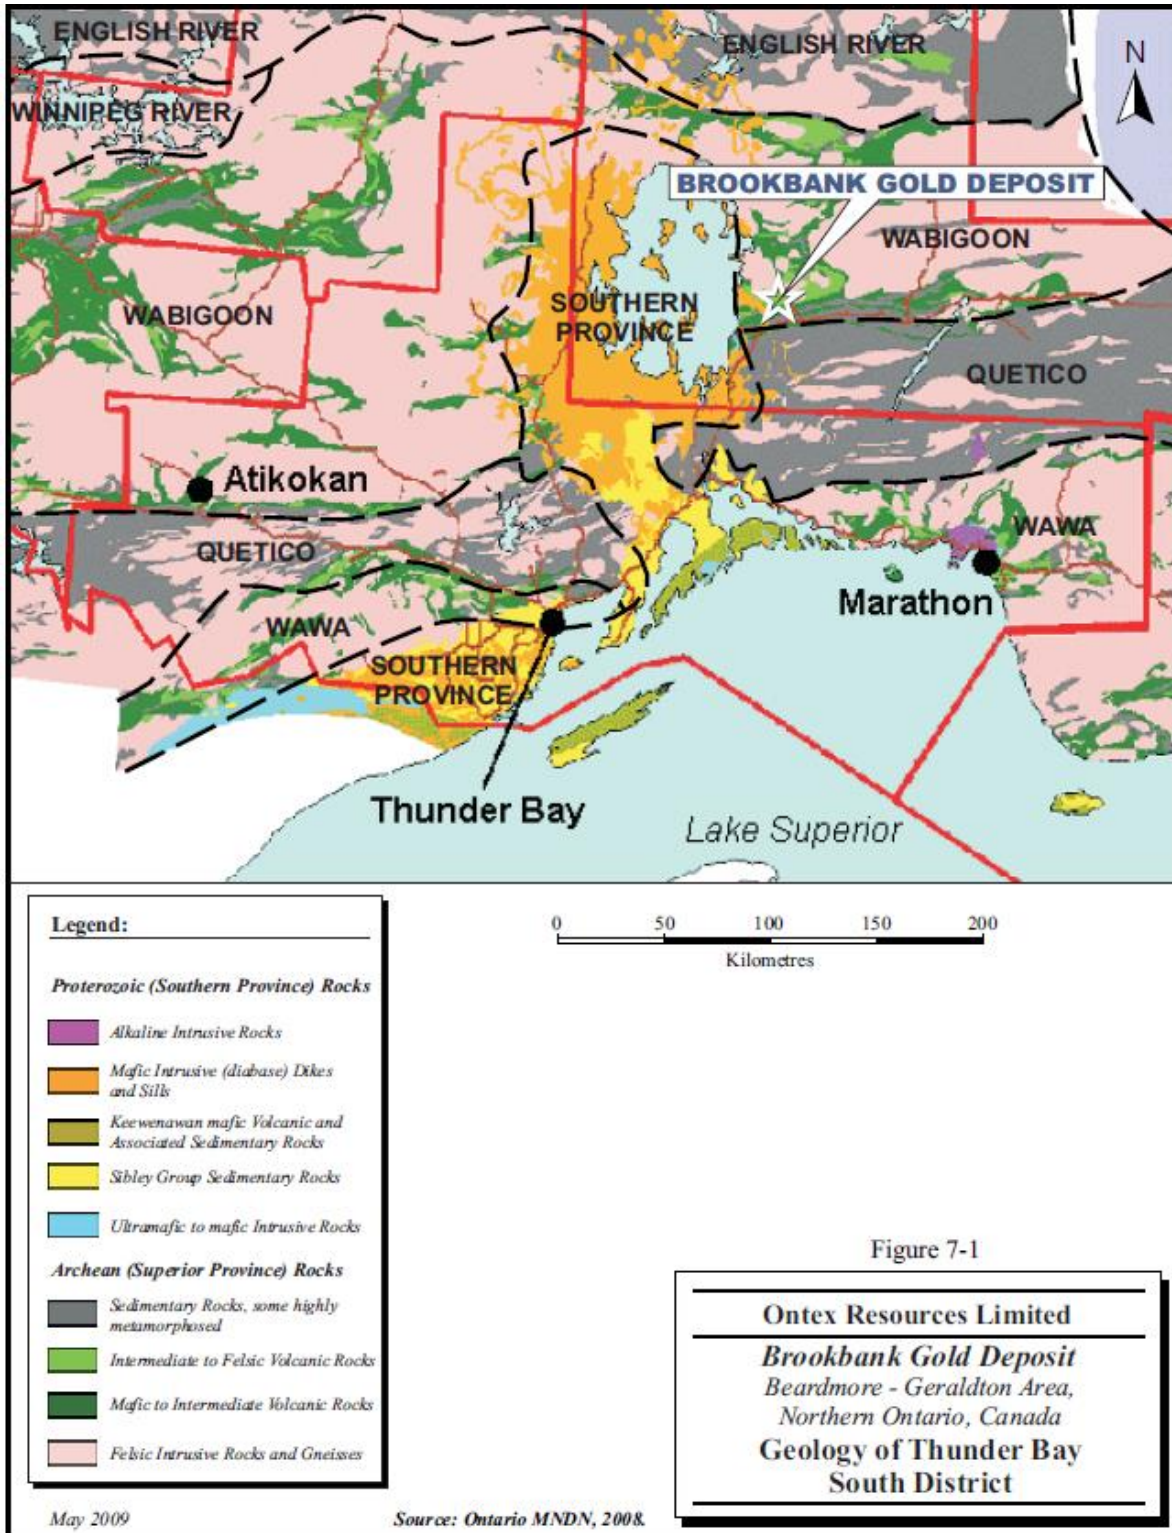 ENGLISH RIVER
ENGLISH RIVER
N
WINNIPEG RIVER
BROOKBANK GOLD DEPOSIT
WABIGOON
WABIGOON
SOUTHERN
PROVINCE
QUETICO
Atikokan
QUETICO
WAWA
Marathon
WAWA
SOUTHERN
PROVINCE
Thunder Bay
Lake Superior
Legend:
Proterozoic (Southern Province) Rocks
Alkaline Intrusive Rocks
Mafic Intrusive (diabase) Dikes
and Sills
Keewenawan mafic Volcanic and
Associated Sedimentary Rocks
Sibley Group Sedimentary Rocks
Ultramafic to mafic Intrusive Rocks
Archean (Superior Province) Rocks
Sedimentary Rocks, some highly
metamorphosed
Intermediate to Felsic Volcanic Rocks
Mafic to Intermediate Volcanic Rocks
Felsic Intrusive Rocks and Gneisses
0 50 100 150 200
Kilometres
Figure 7-1
Ontex Resources Limited
Brookbank Gold Deposit
Beardmore - Geraldton Area,
Northern Ontario, Canada
Geology of Thunder Bay
South District
May 2009
Source: Ontario MNDN, 2008.